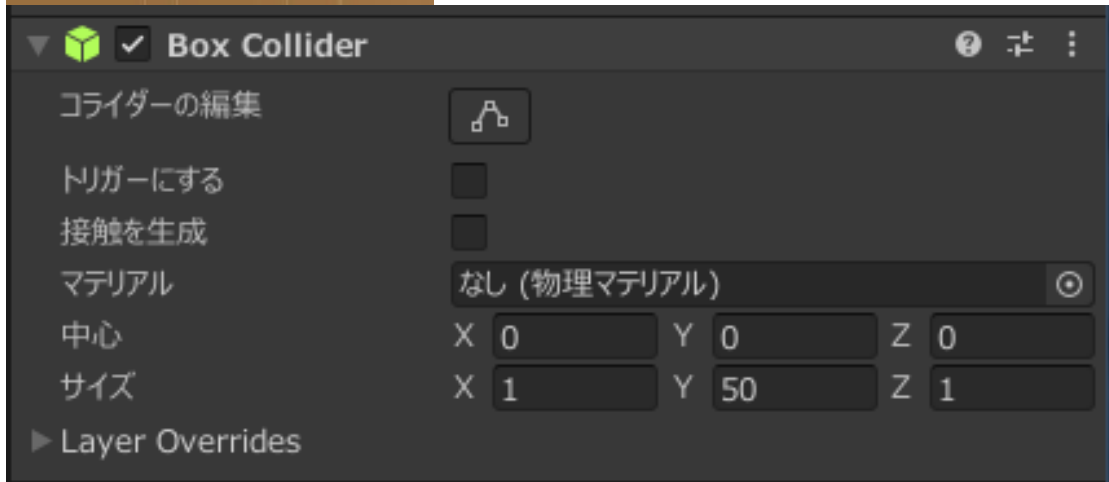 Box Collider
コライダーの編集
トリガーにする
接触を生成
マテリアル なし (物理マテリアル)
中心 X 0 Y 0 Z 0
サイズ X 1 Y 50 Z 1
Layer Overrides